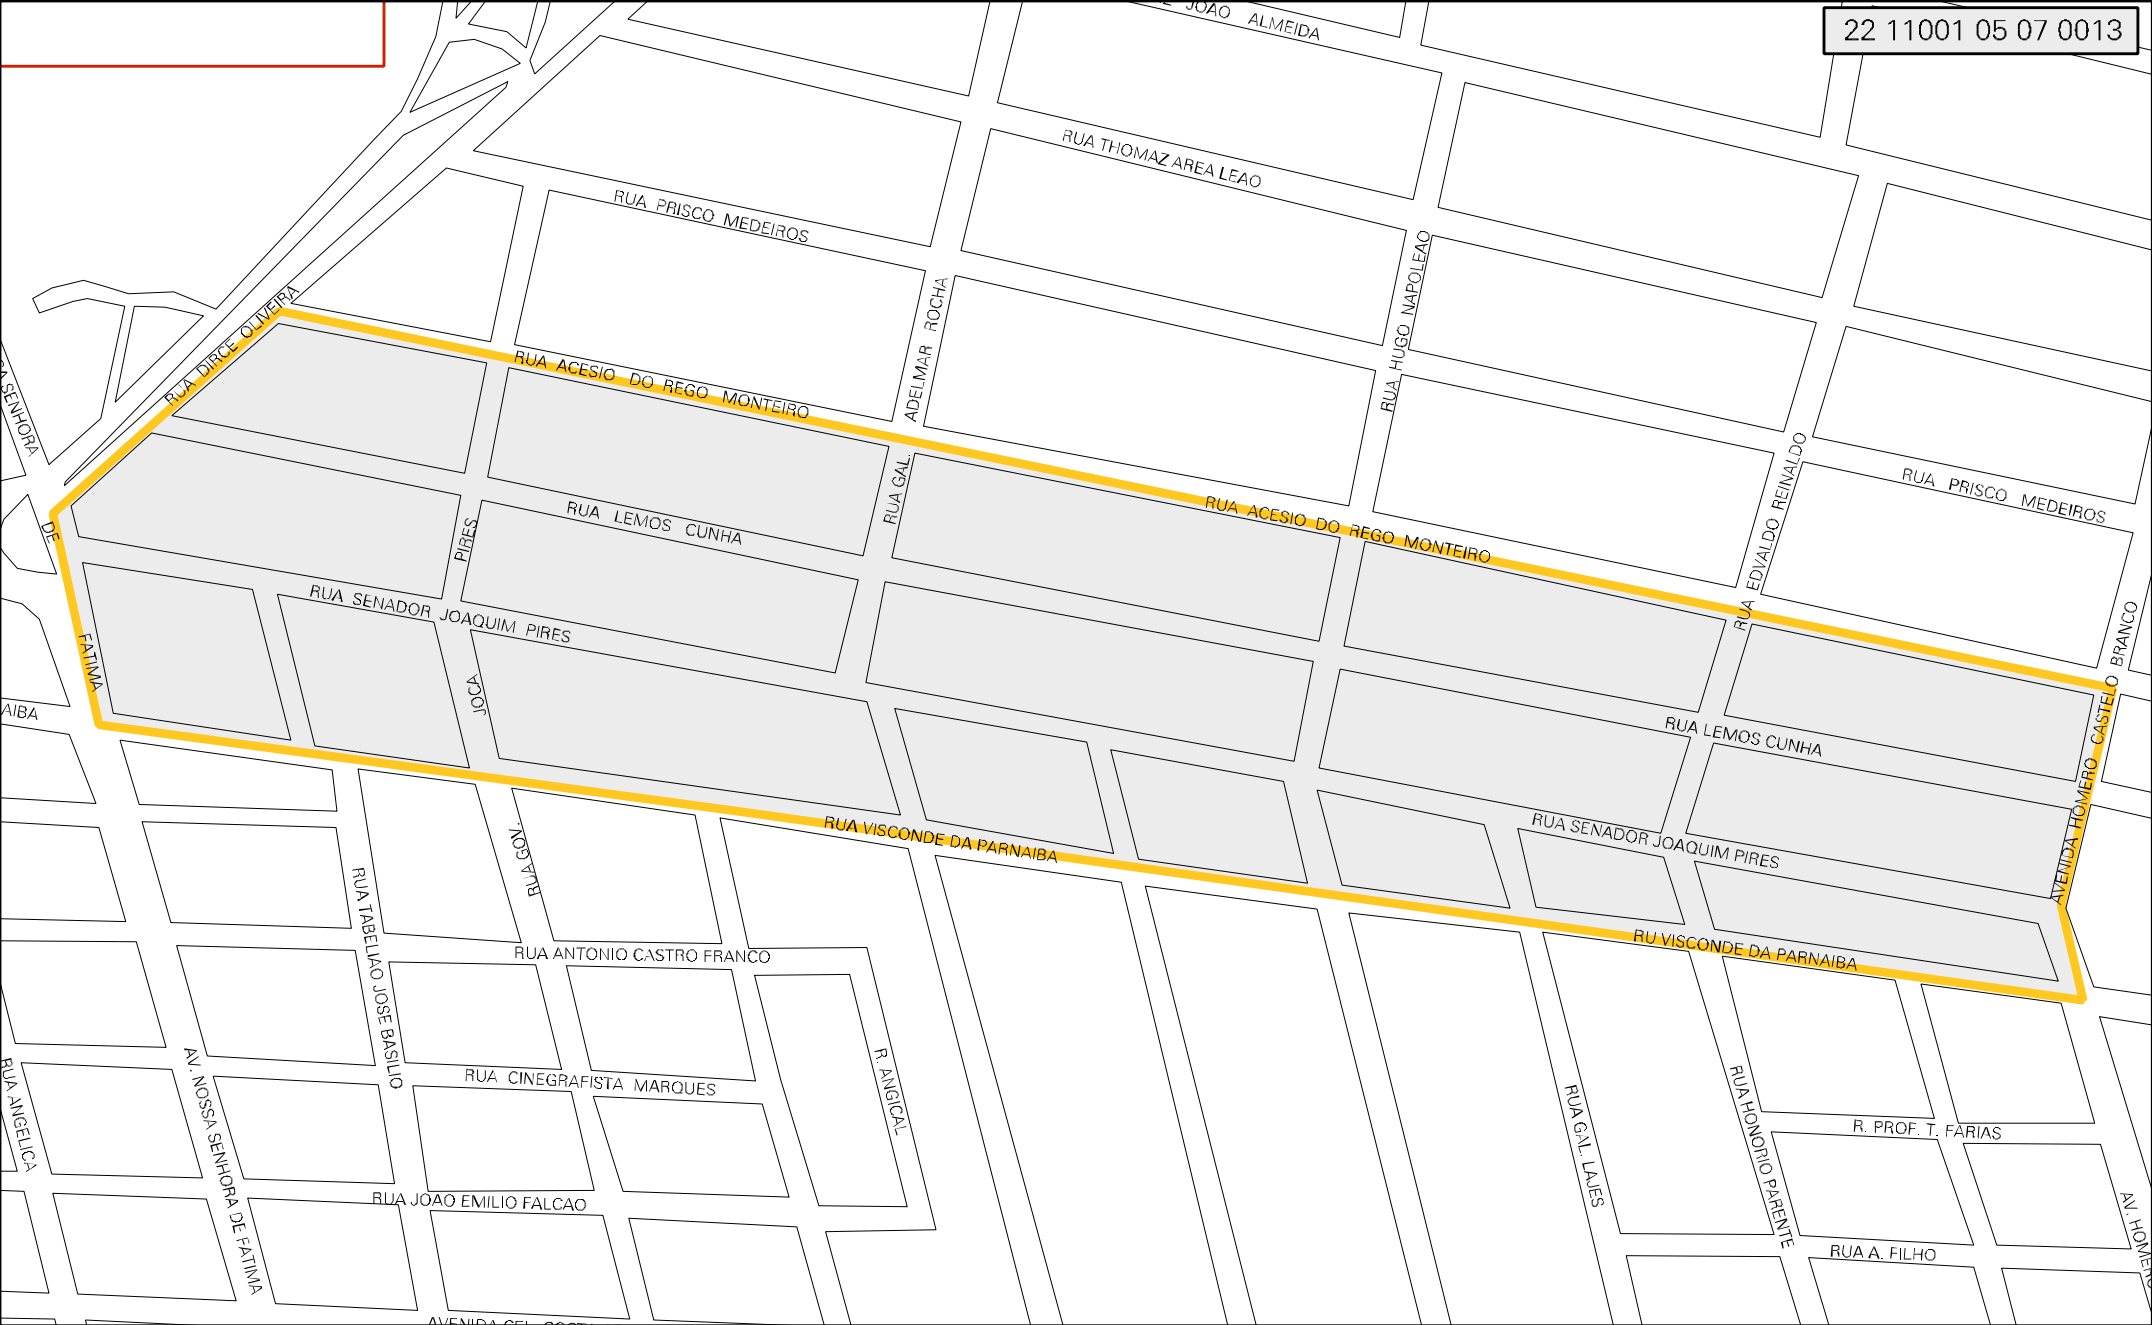 JOAO ALMEIDA
22 11001 05 07 0013
RUA THOMAZ AREA LEAO
RUA PRISCO MEDEIROS
RUA HUGO NAPOLEAO
ADELMAR ROCHA
RUA DIRCE OLIVEIRA
SENHORA
RUA ACESIO DO REGO MONTEIRO
RUA EDVALDO REINALDO
RUA PRISCO MEDEIROS
RUA GAL.
RUA LEMOS CUNHA
RUA ACESIO DO REGO MONTEIRO
DE
PIRES
RUA SENADOR JOAQUIM PIRES
FATIMA
JOCA
AVENIDA HOMERO CASTELO BRANCO
AIBA
RUA LEMOS CUNHA
RUA VISCONDE DA PARNAIBA
RUA SENADOR JOAQUIM PIRES
RUA GOV.
RUA TABELIAO JOSE BASILIO
RUA ANTONIO CASTRO FRANCO
RU VISCONDE DA PARNAIBA
RUA CINEGRAFISTA MARQUES
R. ANGICAL
RUA ANGELICA
AV. NOSSA SENHORA DE FATIMA
RUA GAL. LAJES
RUA HONORIO PARENTE
R. PROF. T. FARIAS
RUA JOAO EMILIO FALCAO
RUA A. FILHO
AV. HOMERO
AVENIDA CEL. COSTA